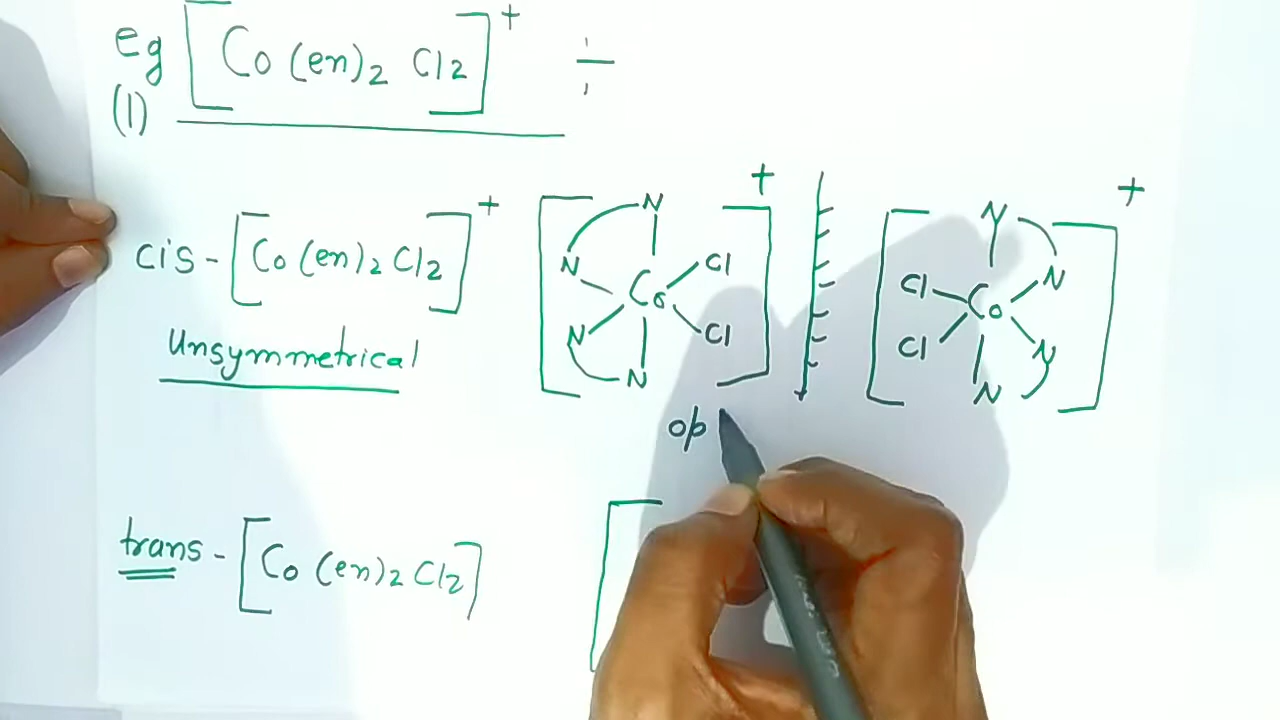 eg [Co (en)2 Cl2]+ ÷
(1)
cis - [Co (en)2 Cl2]+
Unsymmetrical
[N N N N Co Cl Cl]+
[Cl Cl Co N N N N]+
op
trans - [Co (en)2 Cl2]
[